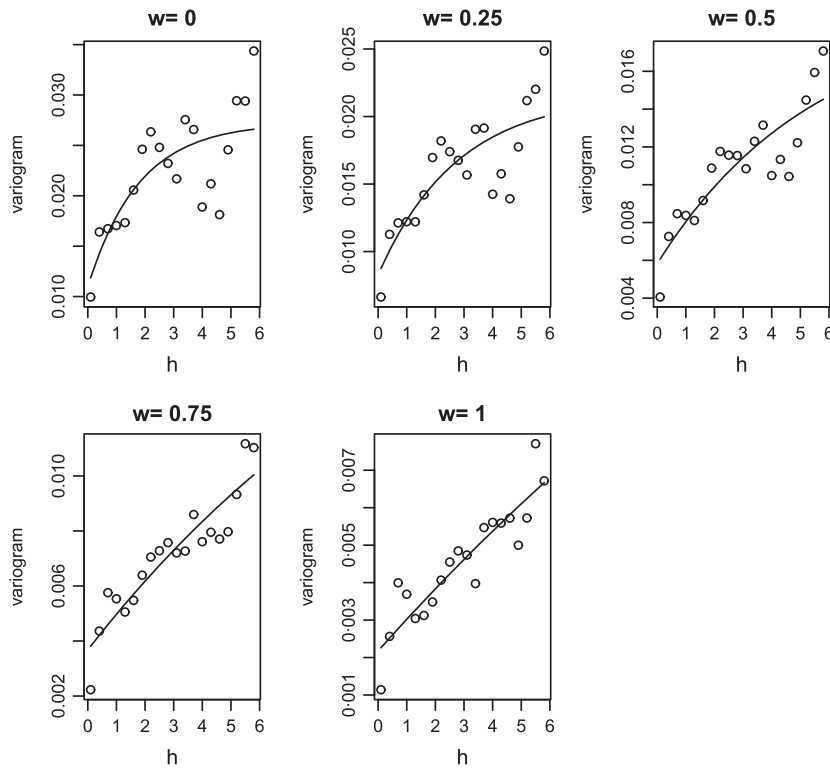 w= 0
variogram
0.010 0.020 0.030
0 1 2 3 4 5 6
h
w= 0.25
variogram
0·010 0·015 0·020 0·025
0 1 2 3 4 5 6
h
w= 0.5
variogram
0.004 0.008 0.012 0.016
0 1 2 3 4 5 6
h
w= 0.75
variogram
0.002 0.006 0.010
0 1 2 3 4 5 6
h
w= 1
variogram
0·001 0·003 0·005 0·007
0 1 2 3 4 5 6
h